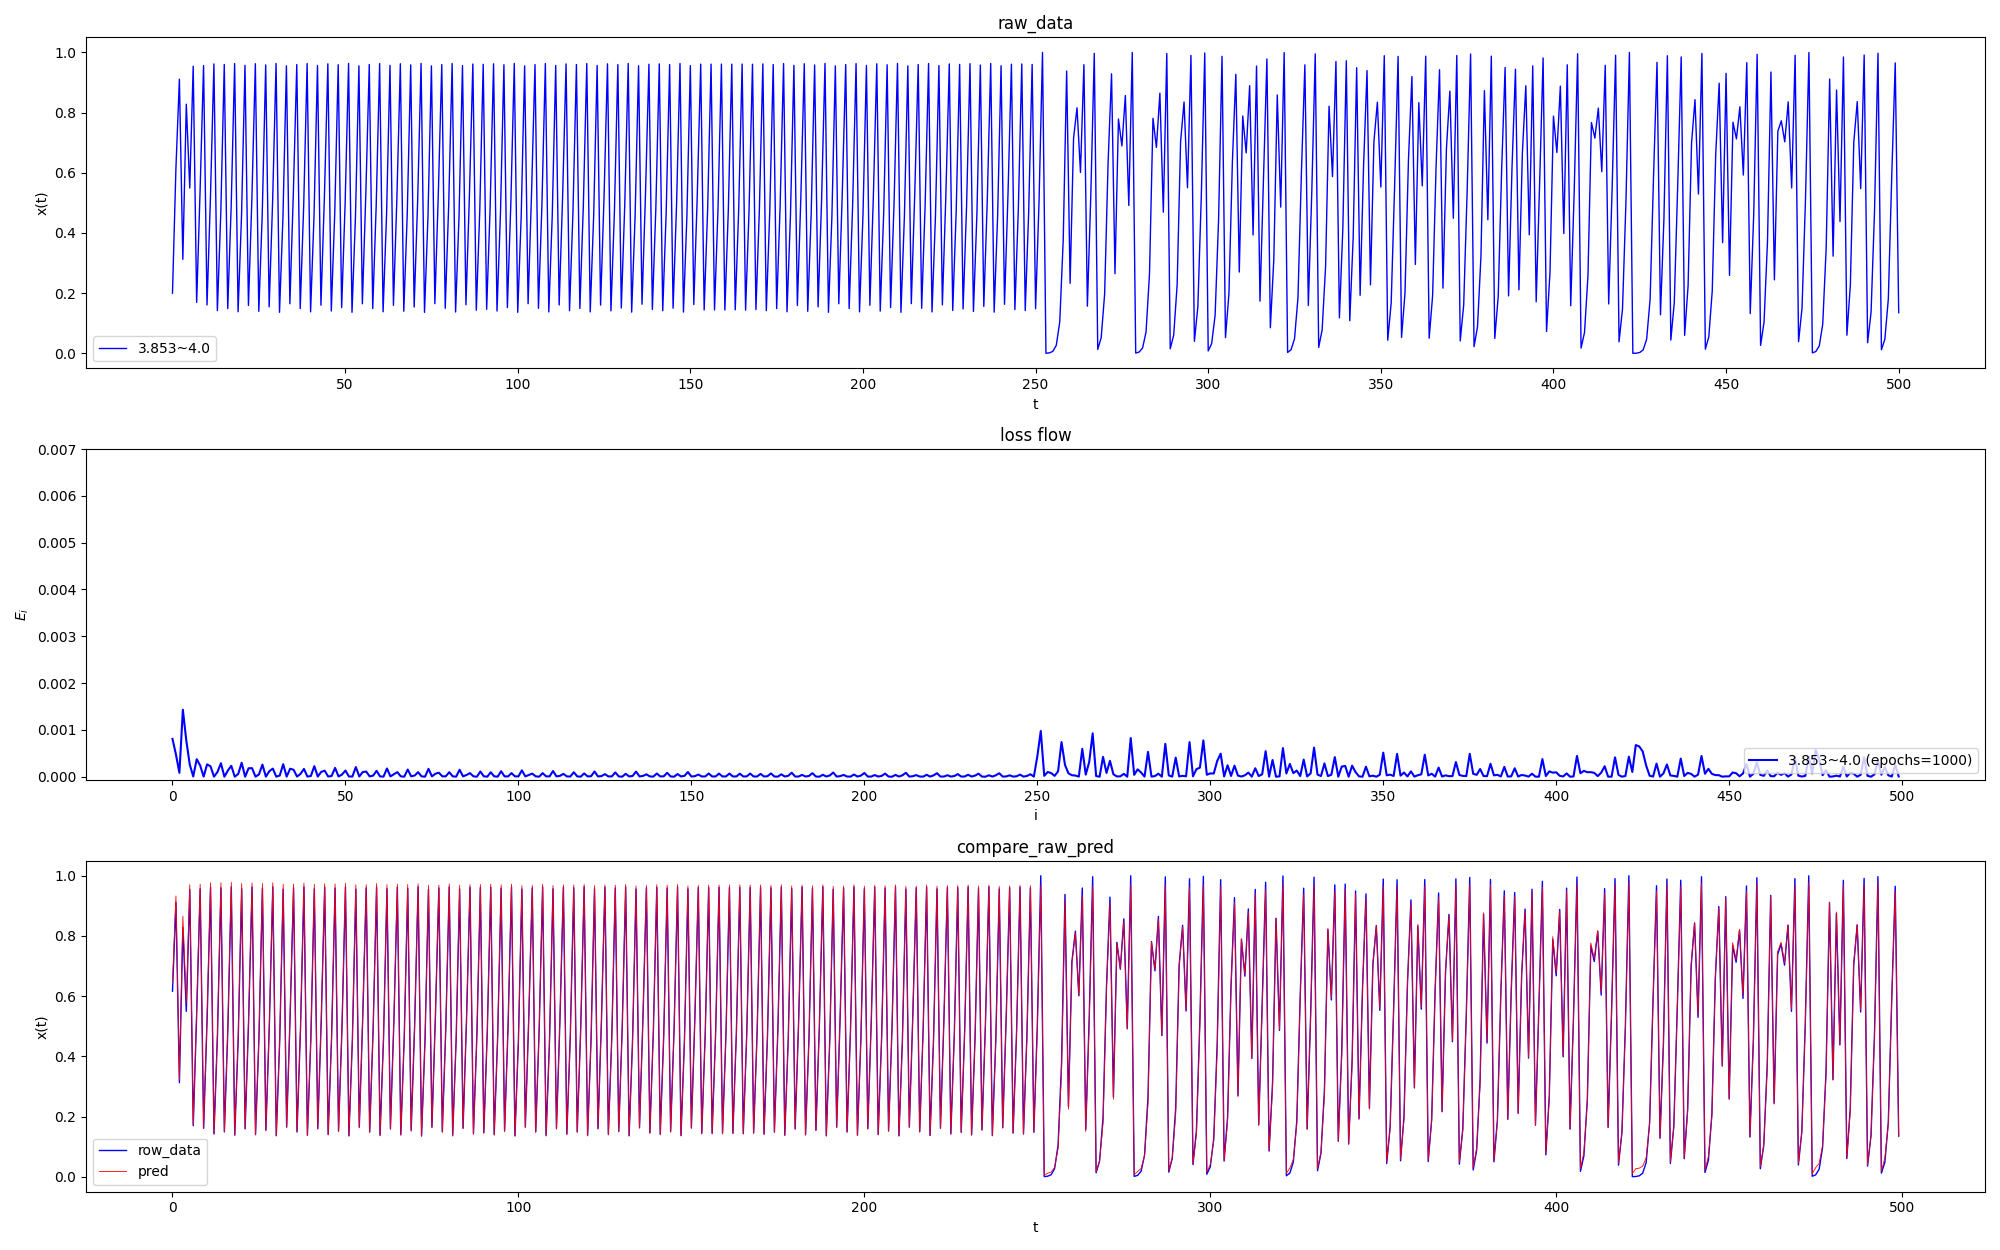 raw_data
1.0
0.8
0.6
0.4
0.2
0.0
x(t)
3.853~4.0
50 100 150 200 250 300 350 400 450 500
t
loss flow
0.007
0.006
0.005
0.004
0.003
0.002
0.001
0.000
E_i
3.853~4.0 (epochs=1000)
0 50 100 150 200 250 300 350 400 450 500
i
compare_raw_pred
1.0
0.8
0.6
0.4
0.2
0.0
x(t)
row_data
pred
0 100 200 300 400 500
t